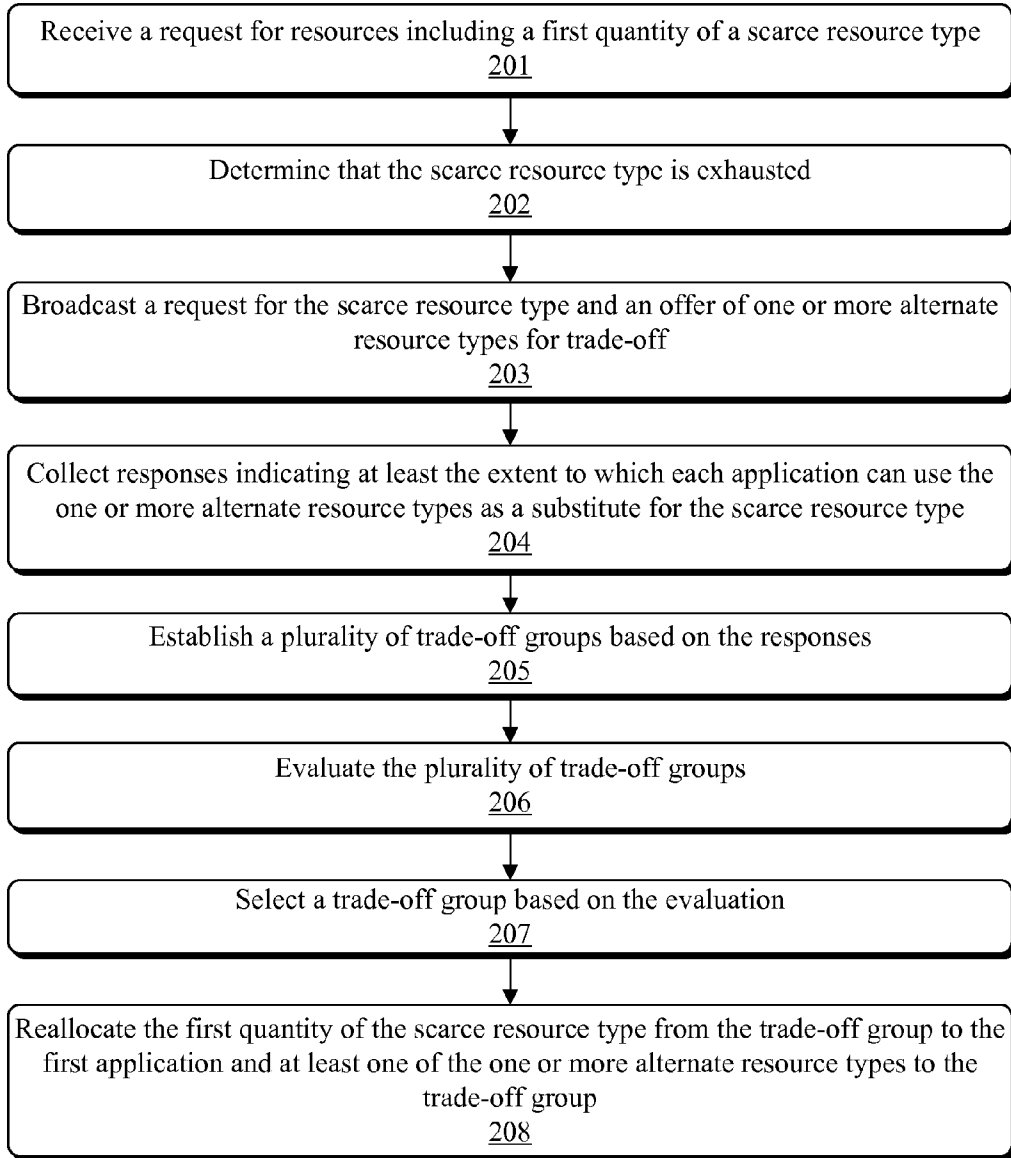 Receive a request for resources including a first quantity of a scarce resource type
201
Determine that the scarce resource type is exhausted
202
Broadcast a request for the scarce resource type and an offer of one or more alternate
resource types for trade-off
203
Collect responses indicating at least the extent to which each application can use the
one or more alternate resource types as a substitute for the scarce resource type
204
Establish a plurality of trade-off groups based on the responses
205
Evaluate the plurality of trade-off groups
206
Select a trade-off group based on the evaluation
207
Reallocate the first quantity of the scarce resource type from the trade-off group to the
first application and at least one of the one or more alternate resource types to the
trade-off group
208